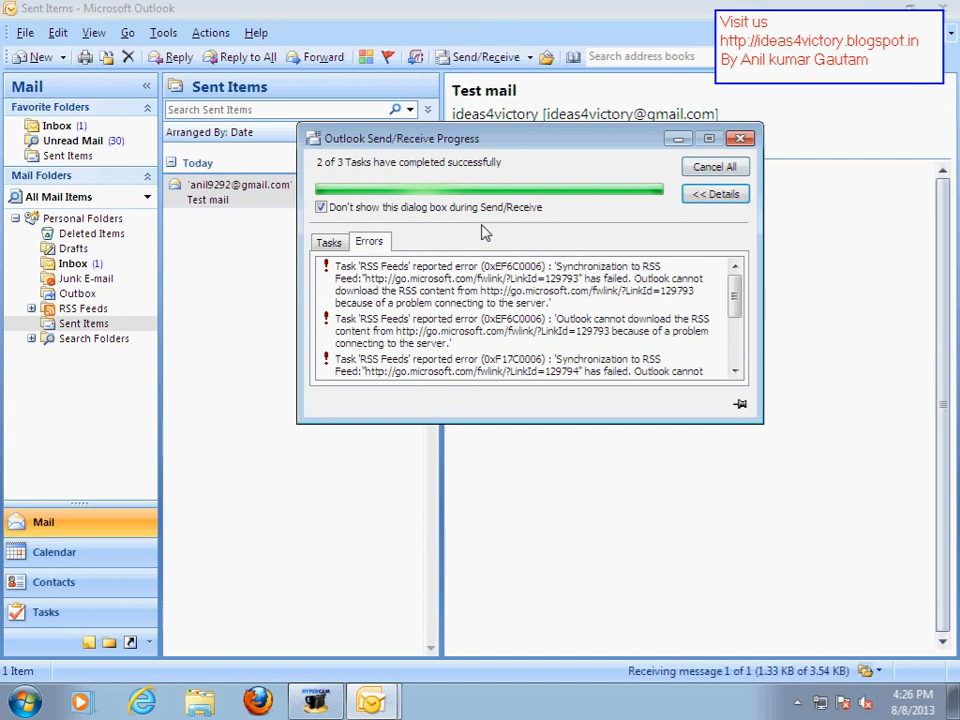 Sent Items - Microsoft Outlook
Visit us
http://ideas4victory.blogspot.in
By Anil kumar Gautam
File Edit View Go Tools Actions Help
New Reply Reply to All Forward Send/Receive Search address books
Mail «
Favorite Folders
Inbox (1)
Unread Mail (30)
Sent Items
Mail Folders
All Mail Items
Personal Folders
Deleted Items
Drafts
Inbox (1)
Junk E-mail
Outbox
RSS Feeds
Sent Items
Search Folders
Mail
Calendar
Contacts
Tasks
Sent Items
Search Sent Items
Arranged By: Date
Today
'anil9292@gmail.com'
Test mail
Test mail
ideas4victory [ideas4victory@gmail.com]
Outlook Send/Receive Progress
2 of 3 Tasks have completed successfully
Cancel All
<< Details
Don't show this dialog box during Send/Receive
Tasks Errors
Task 'RSS Feeds' reported error (0xEF6C0006) : 'Synchronization to RSS
Feed:"http://go.microsoft.com/fwlink/?LinkId=129793" has failed. Outlook cannot
download the RSS content from http://go.microsoft.com/fwlink/?LinkId=129793
because of a problem connecting to the server.'
Task 'RSS Feeds' reported error (0xEF6C0006) : 'Outlook cannot download the RSS
content from http://go.microsoft.com/fwlink/?LinkId=129793 because of a problem
connecting to the server.'
Task 'RSS Feeds' reported error (0xF17C0006) : 'Synchronization to RSS
Feed:"http://go.microsoft.com/fwlink/?LinkId=129794" has failed. Outlook cannot
1 Item
Receiving message 1 of 1 (1.33 KB of 3.54 KB)
HYPERCAM
4:26 PM
8/8/2013